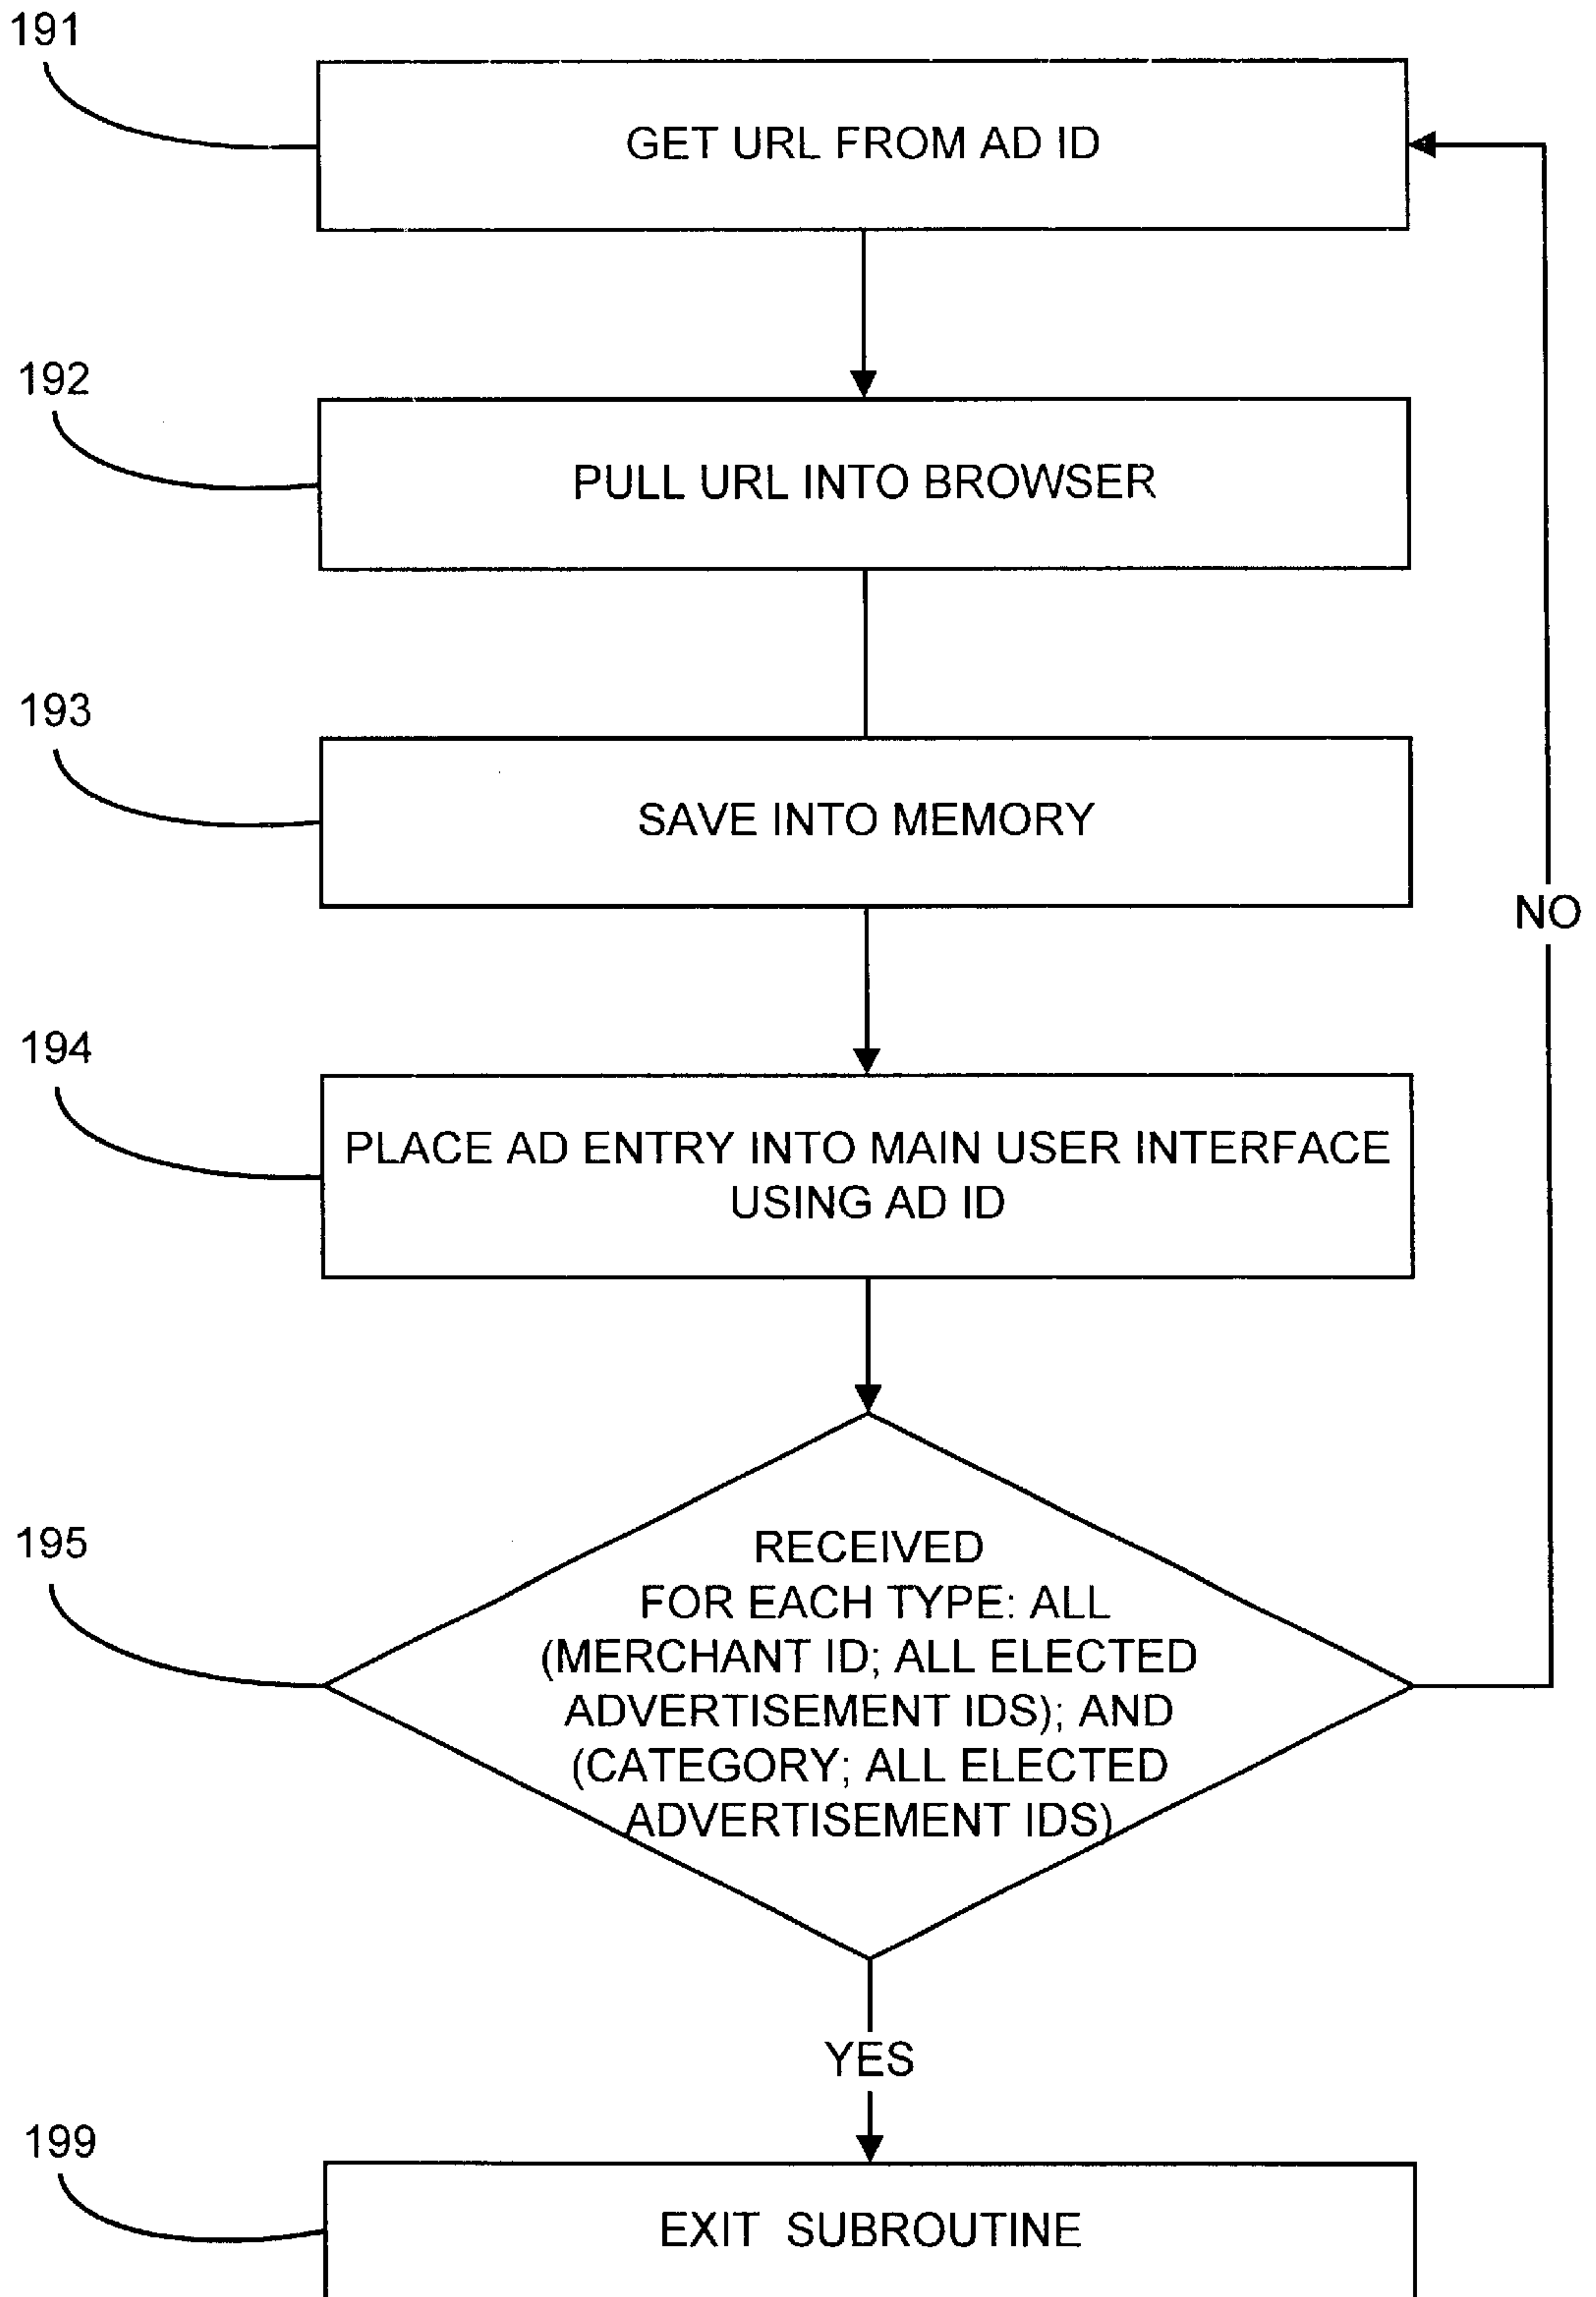 191
GET URL FROM AD ID
192
PULL URL INTO BROWSER
193
SAVE INTO MEMORY
NO
194
PLACE AD ENTRY INTO MAIN USER INTERFACE
USING AD ID
195
RECEIVED
FOR EACH TYPE: ALL
(MERCHANT ID; ALL ELECTED
ADVERTISEMENT IDS); AND
(CATEGORY; ALL ELECTED
ADVERTISEMENT IDS)
YES
199
EXIT SUBROUTINE